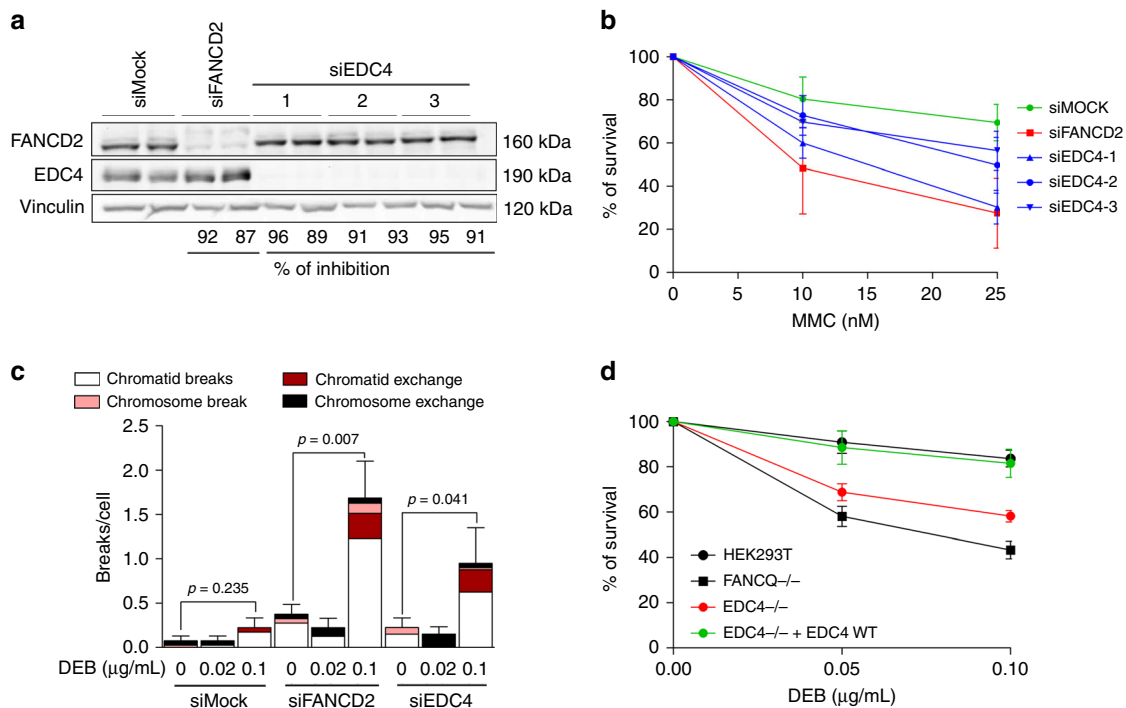 a
siMock
siFANCD2
siEDC4
1 2 3
FANCD2
160 kDa
EDC4
190 kDa
Vinculin
120 kDa
92 87 96 89 91 93 95 91
% of inhibition
b
100
80
60
40
20
0
% of survival
0 5 10 15 20 25
MMC (nM)
siMOCK
siFANCD2
siEDC4-1
siEDC4-2
siEDC4-3
c
Chromatid breaks
Chromatid exchange
Chromosome break
Chromosome exchange
2.5
2.0
1.5
1.0
0.5
0.0
Breaks/cell
p = 0.235
p = 0.007
p = 0.041
DEB (μg/mL) 0 0.02 0.1 0 0.02 0.1 0 0.02 0.1
siMock siFANCD2 siEDC4
d
100
80
60
40
20
0
% of survival
HEK293T
FANCQ−/−
EDC4−/−
EDC4−/− + EDC4 WT
0.00 0.05 0.10
DEB (μg/mL)